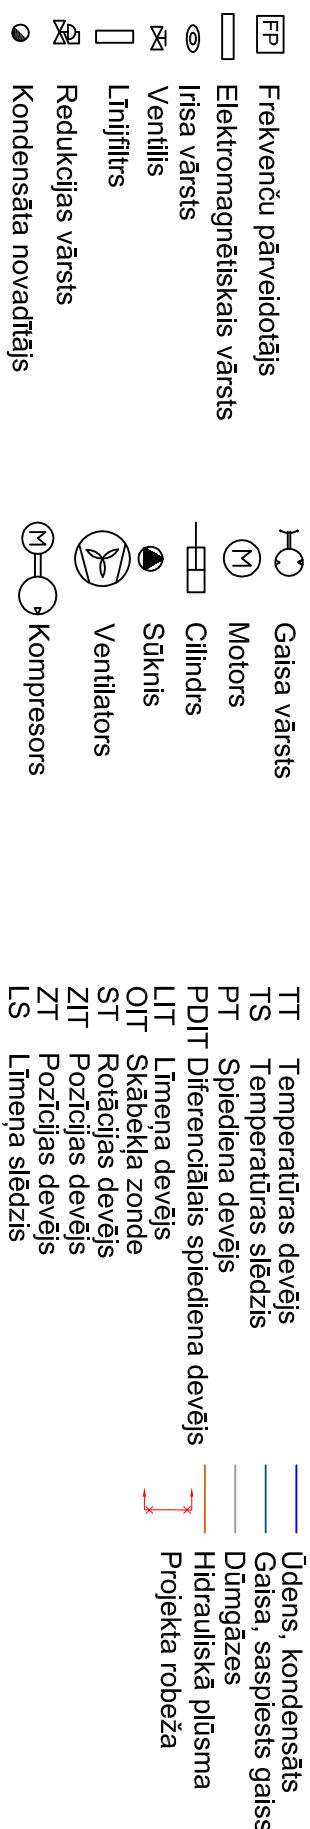 FP Frekvenču pārveidotājs
Elektromagnētiskais vārsts
Irisa vārsts
Ventilis
Līnijfiltrs
Redukcijas vārsts
Kondensāta novadītājs
Gaisa vārsts
M Motors
Cilindrs
Sūknis
Ventilators
M Kompresors
TT Temperatūras devējs
TS Temperatūras slēdzis
PT Spiediena devējs
PDIT Diferenciālais spiediena devējs
LIT Līmeņa devējs
OIT Skābekļa zonde
ST Rotācijas devējs
ZIT Pozīcijas devējs
ZT Pozīcijas devējs
LS Līmeņa slēdzis
Ūdens, kondensāts
Gaisa, saspiests gaiss
Dūmgāzes
Hidrauliskā plūsma
Projekta robeža